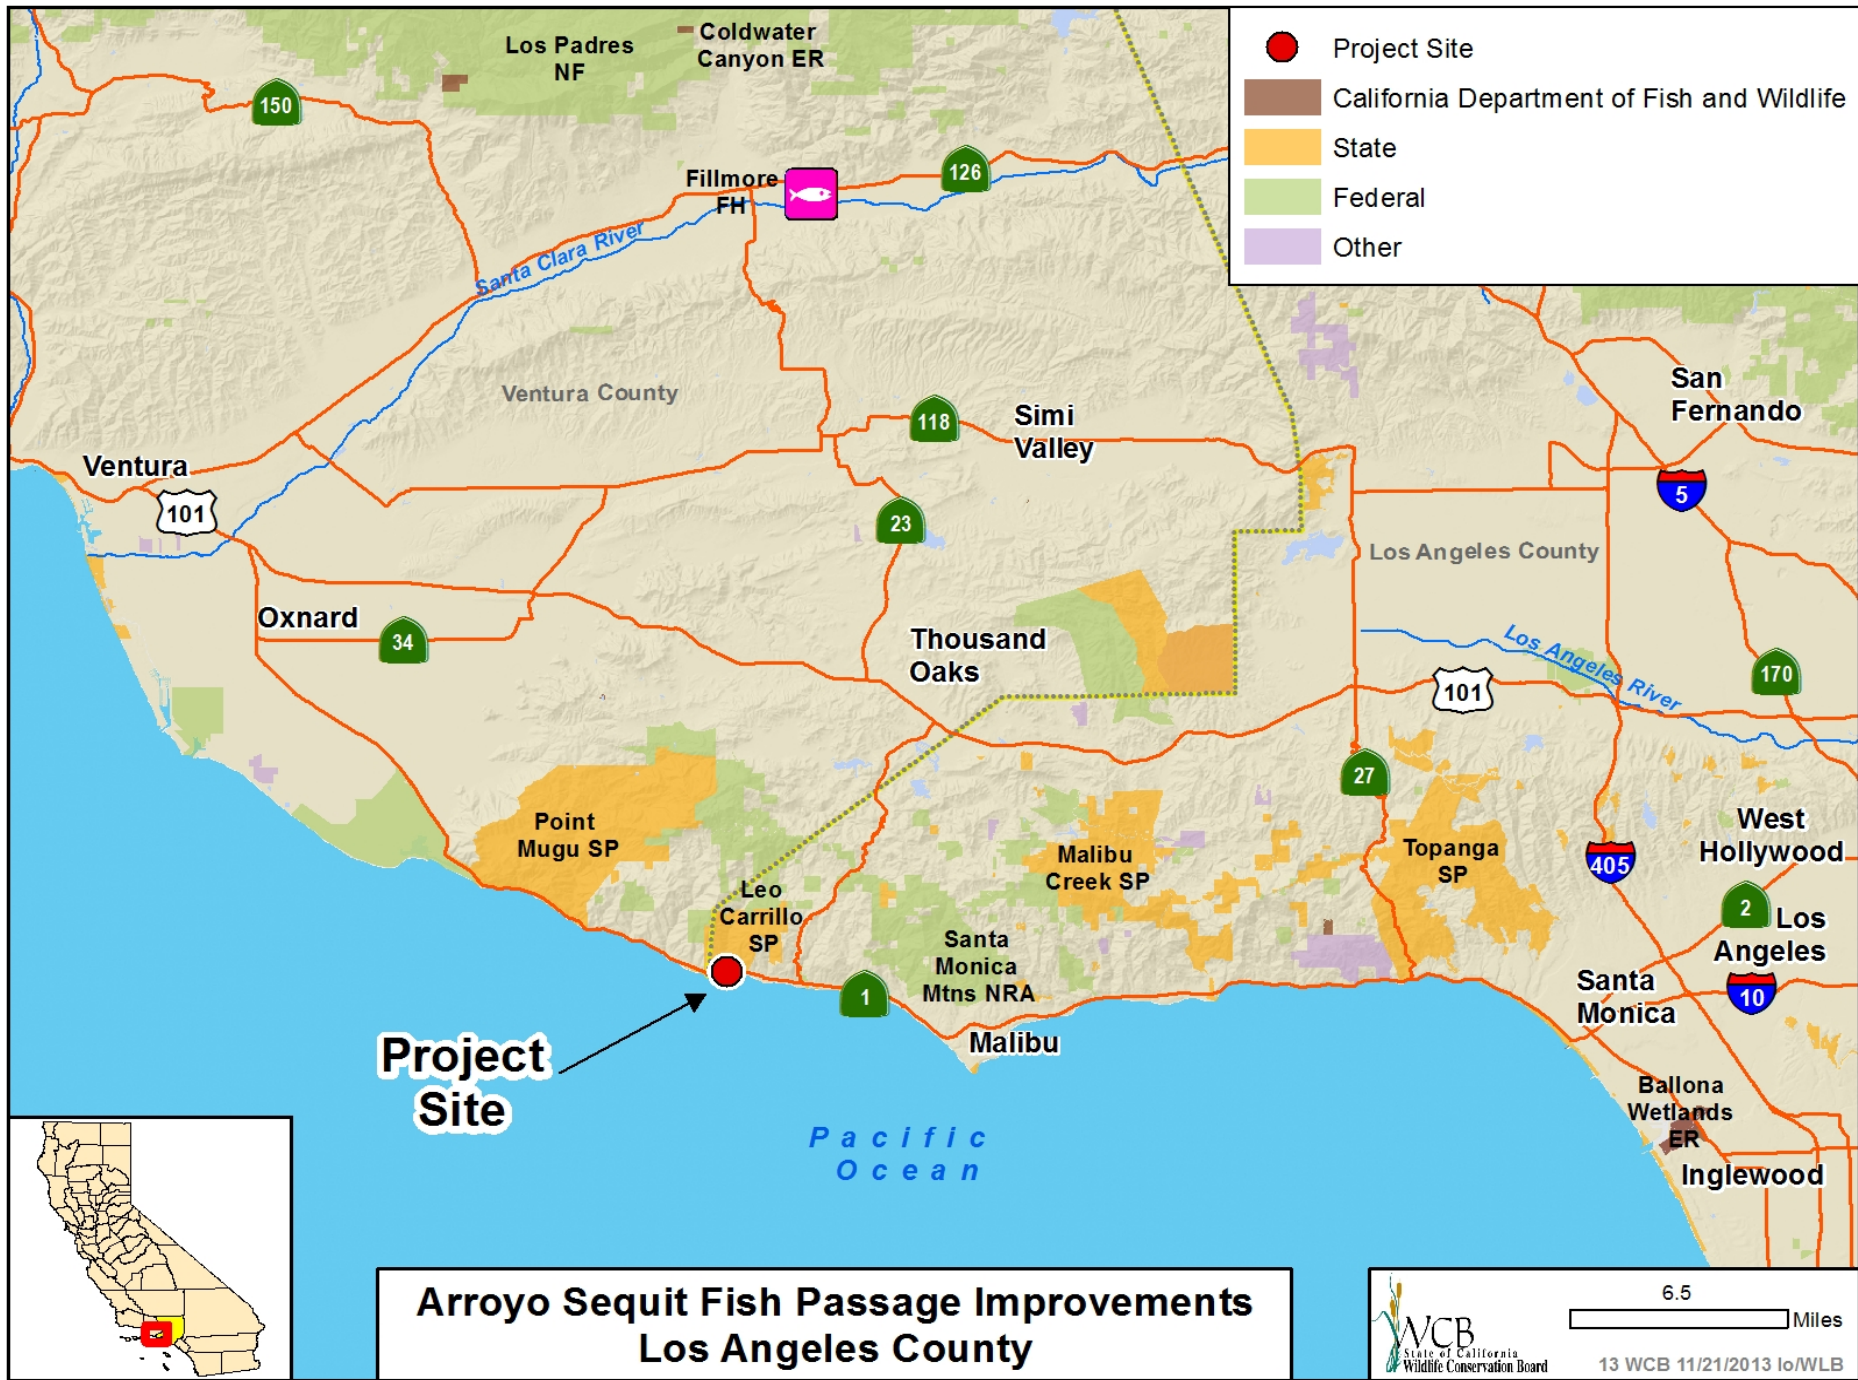 Los Padres
NF
Coldwater
Canyon ER
Project Site
California Department of Fish and Wildlife
State
Federal
Other
150
126
Fillmore
FH
Santa Clara River
Ventura County
118
Simi
Valley
San
Fernando
Ventura
101
23
5
Los Angeles County
Oxnard
34
Thousand
Oaks
Los Angeles River
101
170
27
Point
Mugu SP
Malibu
Creek SP
Topanga
SP
405
West
Hollywood
2
Los
Angeles
Leo
Carrillo
SP
Santa
Monica
Mtns NRA
1
Santa
Monica
10
Malibu
Project
Site
Ballona
Wetlands
ER
Inglewood
Pacific
Ocean
Arroyo Sequit Fish Passage Improvements
Los Angeles County
WCB
State of California
Wildlife Conservation Board
6.5
Miles
13 WCB 11/21/2013 lo/WLB